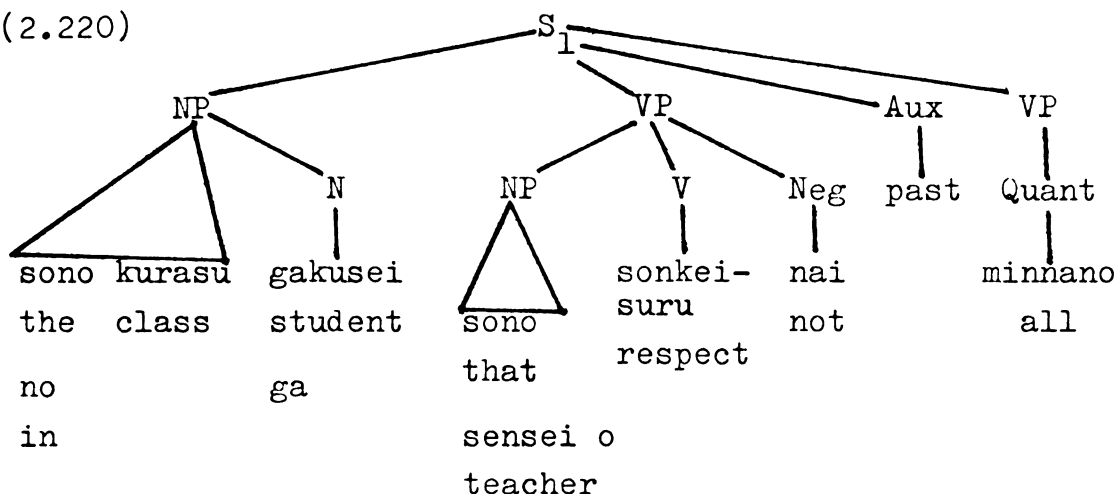 (2.220)
S1
NP VP Aux VP
N NP V Neg past Quant
sono kurasu gakusei sono sonkei- nai minnano
suru
the class student that respect not all
no ga sensei o
in teacher